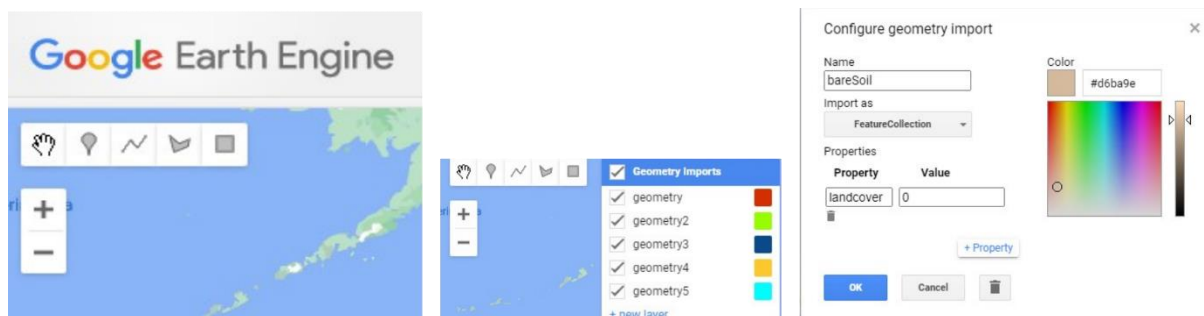 Google Earth Engine
+
−
Geometry Imports
+
−
geometry
geometry2
geometry3
geometry4
geometry5
+ new layer
Configure geometry import
Name
bareSoil
Import as
FeatureCollection
Properties
Property Value
landcover 0
+ Property
OK Cancel
Color
#d6ba9e